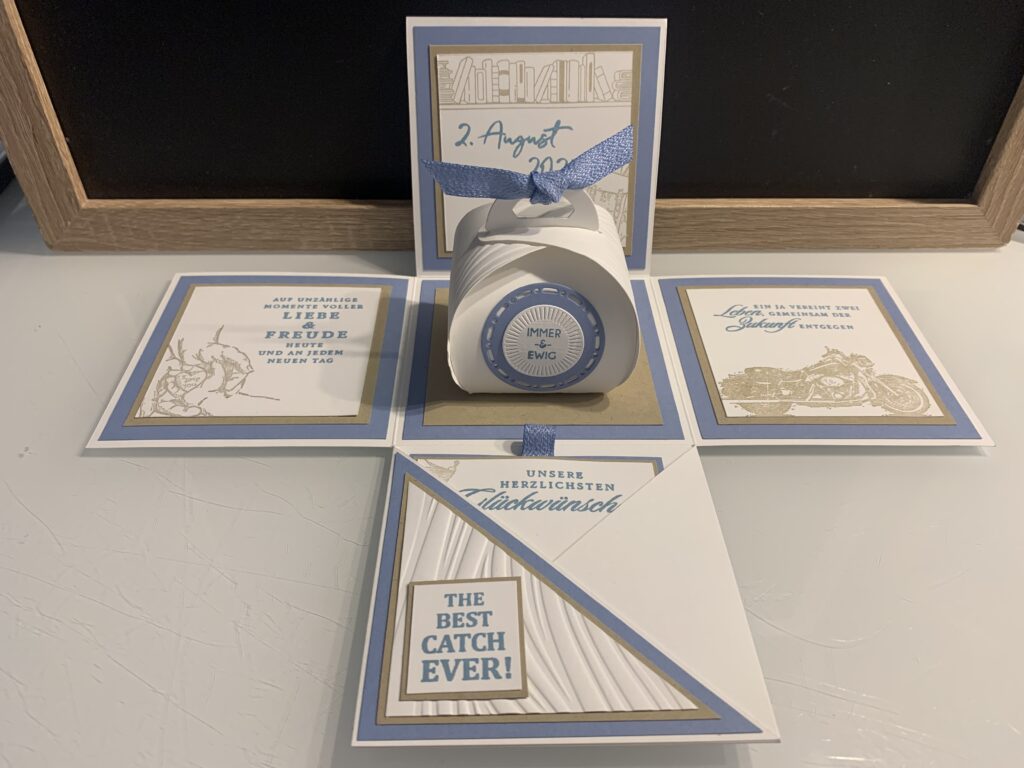 2. August
IMMER
-&-
EWIG
AUF UNZÄHLIGE
MOMENTE VOLLER
LIEBE
&
FREUDE
HEUTE
UND AN JEDEM
NEUEN TAG
EIN JA VEREINT ZWEI
Leben, GEMEINSAM DER
Zukunft ENTGEGEN
UNSERE
HERZLICHSTEN
Glückwünsch
THE
BEST
CATCH
EVER!